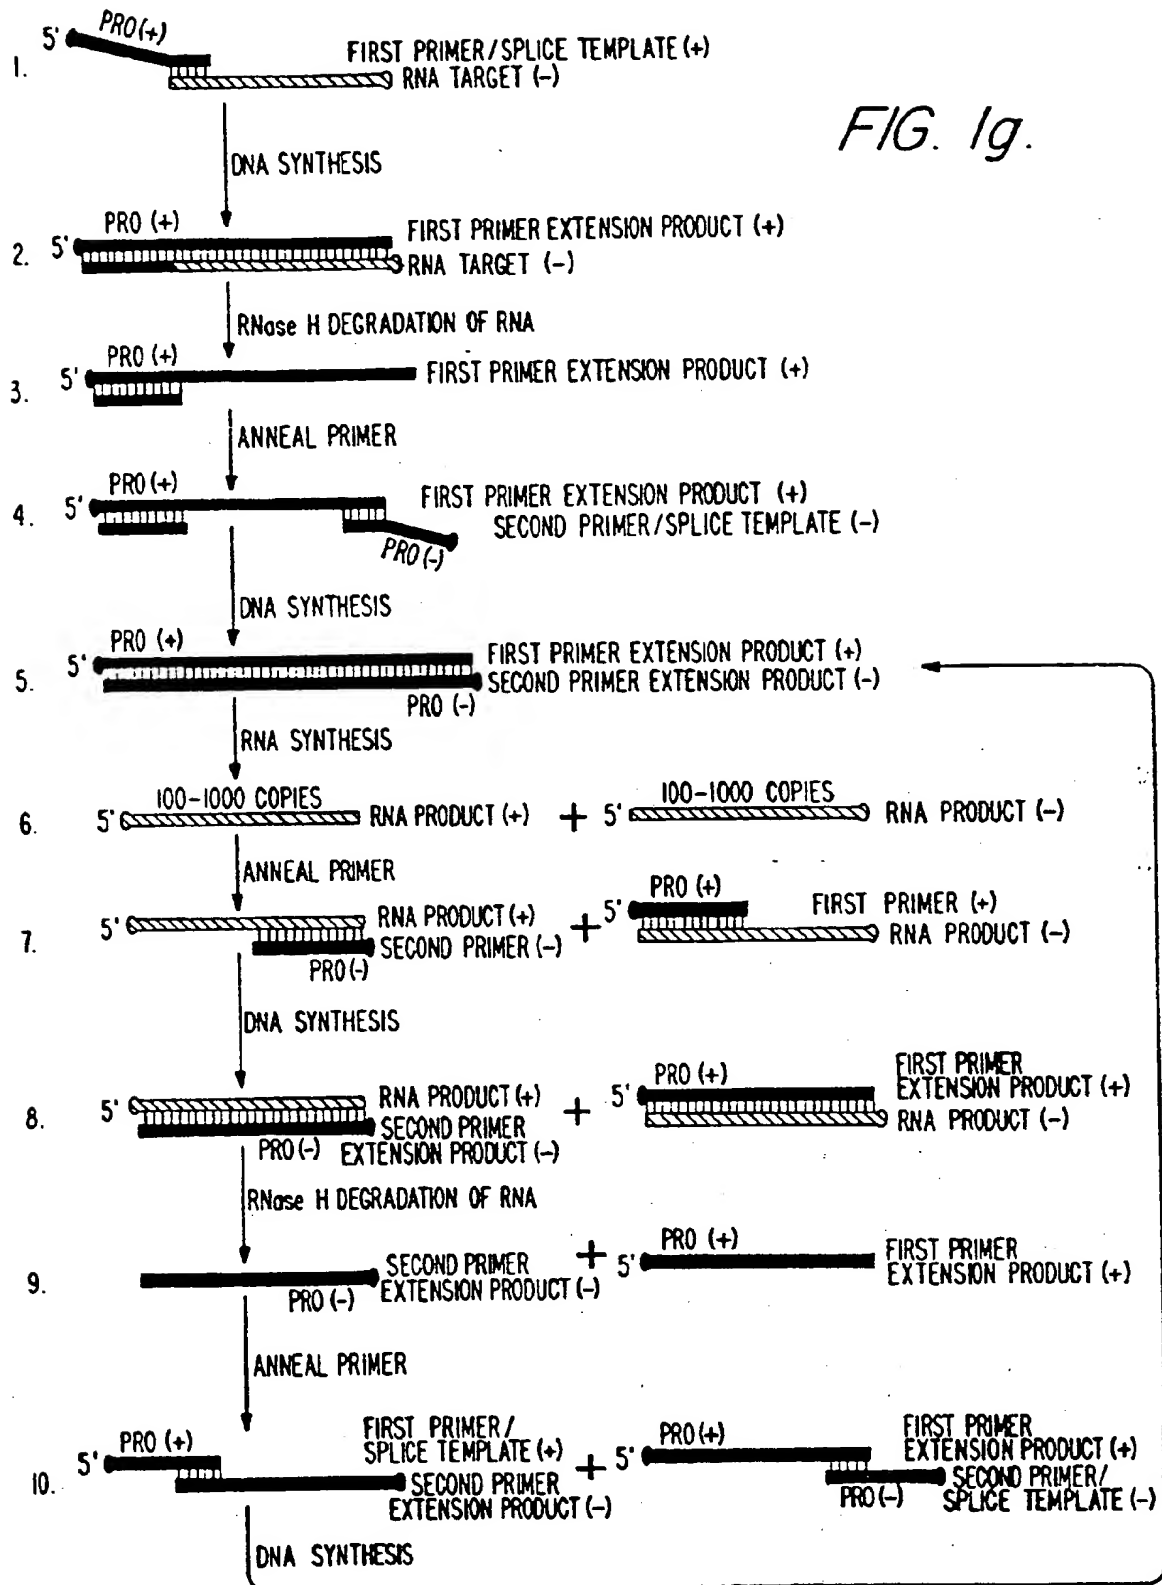 FIG. 1g.
1.
5' PRO(+)
FIRST PRIMER/SPLICE TEMPLATE (+)
RNA TARGET (-)
DNA SYNTHESIS
2.
5' PRO (+)
FIRST PRIMER EXTENSION PRODUCT (+)
RNA TARGET (-)
RNase H DEGRADATION OF RNA
3.
5' PRO (+)
FIRST PRIMER EXTENSION PRODUCT (+)
ANNEAL PRIMER
4.
5' PRO (+)
FIRST PRIMER EXTENSION PRODUCT (+)
SECOND PRIMER/SPLICE TEMPLATE (-)
PRO(-)
DNA SYNTHESIS
5.
5' PRO (+)
FIRST PRIMER EXTENSION PRODUCT (+)
SECOND PRIMER EXTENSION PRODUCT (-)
PRO (-)
RNA SYNTHESIS
6.
5' 100-1000 COPIES
RNA PRODUCT (+)
+
5' 100-1000 COPIES
RNA PRODUCT (-)
ANNEAL PRIMER
7.
5'
RNA PRODUCT (+)
SECOND PRIMER (-)
PRO(-)
+
5' PRO (+)
FIRST PRIMER (+)
RNA PRODUCT (-)
DNA SYNTHESIS
8.
5'
RNA PRODUCT (+)
SECOND PRIMER
EXTENSION PRODUCT (-)
PRO(-)
+
5' PRO (+)
FIRST PRIMER
EXTENSION PRODUCT (+)
RNA PRODUCT (-)
RNase H DEGRADATION OF RNA
9.
SECOND PRIMER
EXTENSION PRODUCT (-)
PRO (-)
+
5' PRO (+)
FIRST PRIMER
EXTENSION PRODUCT (+)
ANNEAL PRIMER
10.
5' PRO (+)
FIRST PRIMER/
SPLICE TEMPLATE (+)
SECOND PRIMER
EXTENSION PRODUCT (-)
+
5' PRO(+)
FIRST PRIMER
EXTENSION PRODUCT (+)
SECOND PRIMER/
SPLICE TEMPLATE (-)
PRO(-)
DNA SYNTHESIS